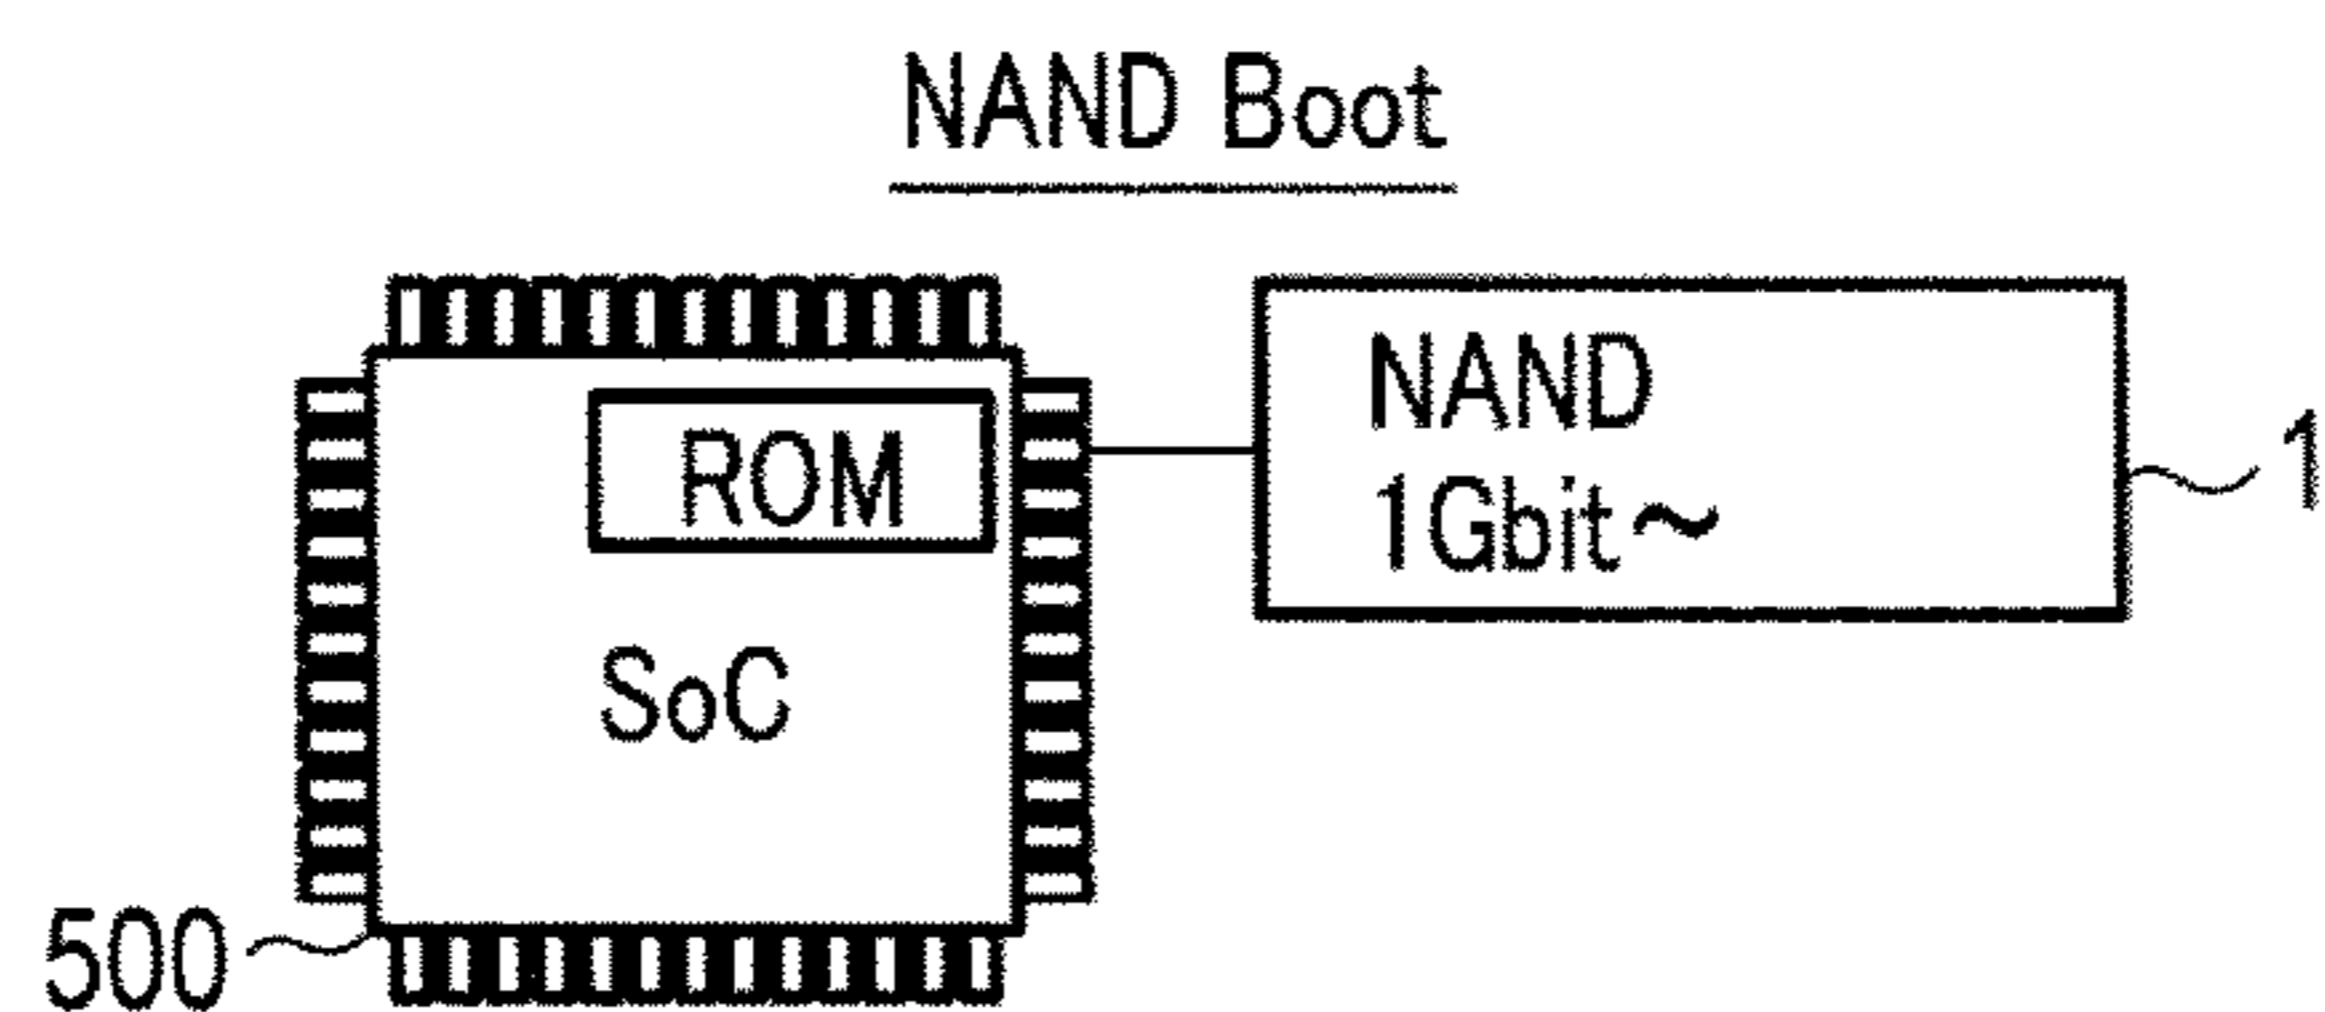 NAND Boot
ROM
SoC
500
NAND
1Gbit~
1